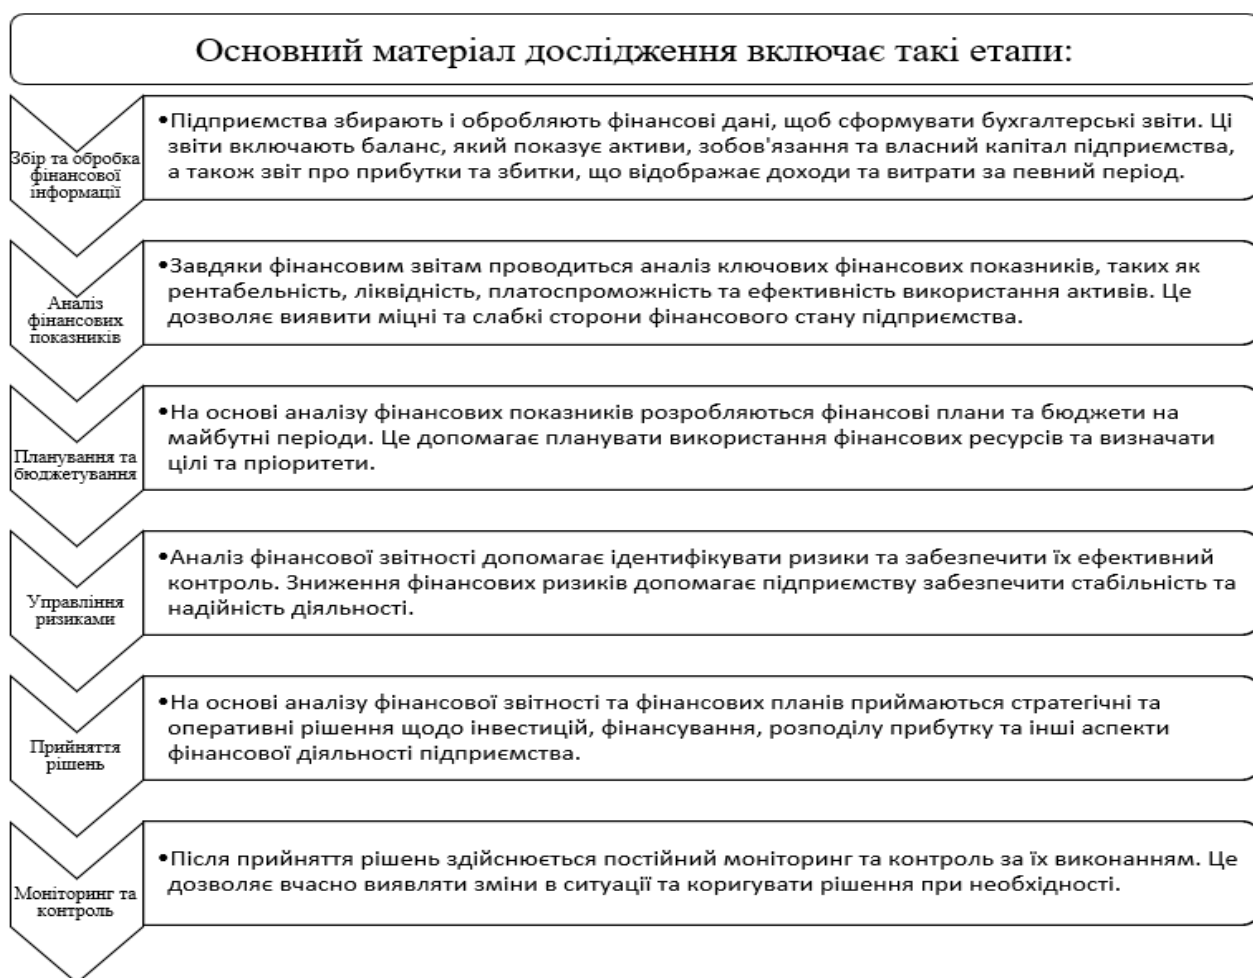 Основний матеріал дослідження включає такі етапи:
Збір та обробка
фінансової
інформації
•Підприємства збирають і обробляють фінансові дані, щоб сформувати бухгалтерські звіти. Ці
звіти включають баланс, який показує активи, зобов'язання та власний капітал підприємства,
а також звіт про прибутки та збитки, що відображає доходи та витрати за певний період.
Аналіз
фінансових
показників
•Завдяки фінансовим звітам проводиться аналіз ключових фінансових показників, таких як
рентабельність, ліквідність, платоспроможність та ефективність використання активів. Це
дозволяє виявити міцні та слабкі сторони фінансового стану підприємства.
Планування та
бюджетування
•На основі аналізу фінансових показників розробляються фінансові плани та бюджети на
майбутні періоди. Це допомагає планувати використання фінансових ресурсів та визначати
цілі та пріоритети.
Управління
ризиками
•Аналіз фінансової звітності допомагає ідентифікувати ризики та забезпечити їх ефективний
контроль. Зниження фінансових ризиків допомагає підприємству забезпечити стабільність та
надійність діяльності.
Прийняття
рішень
•На основі аналізу фінансової звітності та фінансових планів приймаються стратегічні та
оперативні рішення щодо інвестицій, фінансування, розподілу прибутку та інші аспекти
фінансової діяльності підприємства.
Моніторинг та
контроль
•Після прийняття рішень здійснюється постійний моніторинг та контроль за їх виконанням. Це
дозволяє вчасно виявляти зміни в ситуації та коригувати рішення при необхідності.